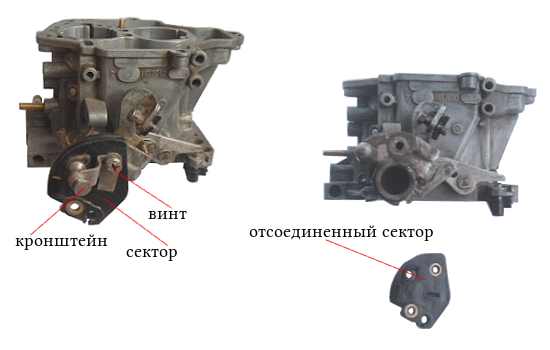 винт
кронштейн
сектор
отсоединенный сектор